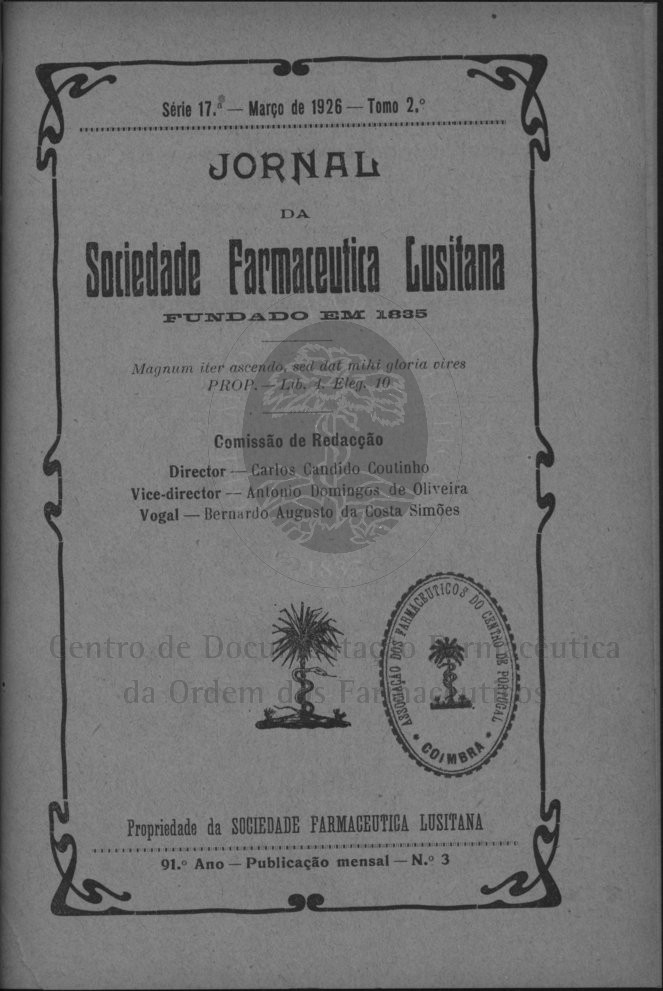 Série 17.ª — Março de 1926 — Tomo 2.º
JORNAL
DA
Sociedade Farmaceutica Lusitana
FUNDADO EM 1835
Magnum iter ascendo, sed dat mihi gloria vires
PROP. — Lib. 4. Eleg. 10
Comissão de Redacção
Director — Carlos Candido Coutinho
Vice-director — Antonio Domingos de Oliveira
Vogal — Bernardo Augusto da Costa Simões
1835
ASSOCIAÇÃO DOS FARMACEUTICOS DO CENTRO DE PORTUGAL
* COIMBRA *
Centro de Documentação Farmacêutica
da Ordem dos Farmacêuticos
Propriedade da SOCIEDADE FARMACEUTICA LUSITANA
91.º Ano — Publicação mensal — N.º 3